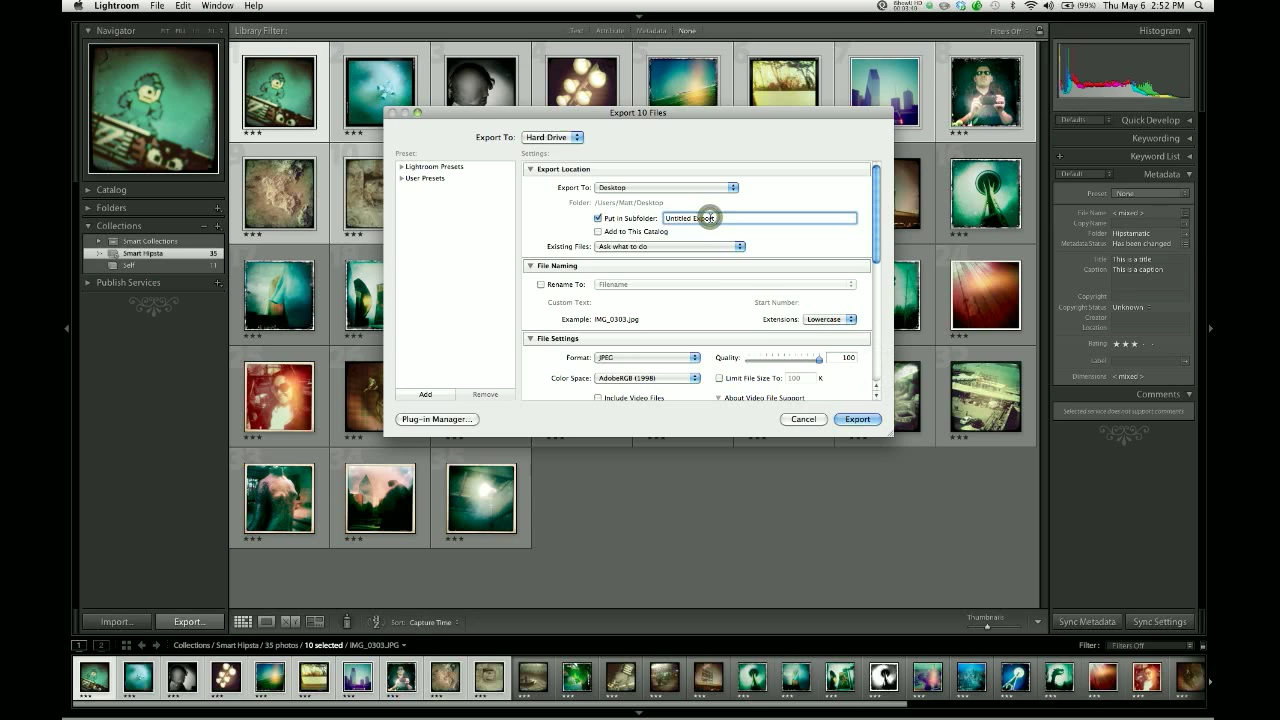 Lightroom File Edit Window Help
(99%) Thu May 6 2:52 PM
Navigator
Library Filter: Text Attribute Metadata None Filters Off
Histogram
Export 10 Files
Export To: Hard Drive
Preset:
Lightroom Presets
User Presets
Add Remove
Settings:
Export Location
Export To: Desktop
Folder: /Users/Matt/Desktop
Put in Subfolder: Untitled Export
Add to This Catalog
Existing Files: Ask what to do
File Naming
Rename To: Filename
Custom Text: Start Number:
Example: IMG_0303.jpg Extensions: Lowercase
File Settings
Format: JPEG Quality: 100
Color Space: AdobeRGB (1998) Limit File Size To: 100 K
Include Video Files About Video File Support
Plug-in Manager... Cancel Export
Catalog
Folders
Collections
Smart Collections
Smart Hipsta 35
Self 11
Publish Services
Defaults Quick Develop
Keywording
Keyword List
Default Metadata
Preset None
File Name < mixed >
Copy Name
Folder Hipstamatic
Metadata Status Has been changed
Title This is a title
Caption This is a caption
Copyright
Copyright Status Unknown
Creator
Location
Rating
Label
Dimensions < mixed >
Comments
Selected service does not support comments
Import... Export...
Sort: Capture Time
Thumbnails
Sync Metadata Sync Settings
1 2 Collections / Smart Hipsta / 35 photos / 10 selected / IMG_0303.JPG
Filter : Filters Off